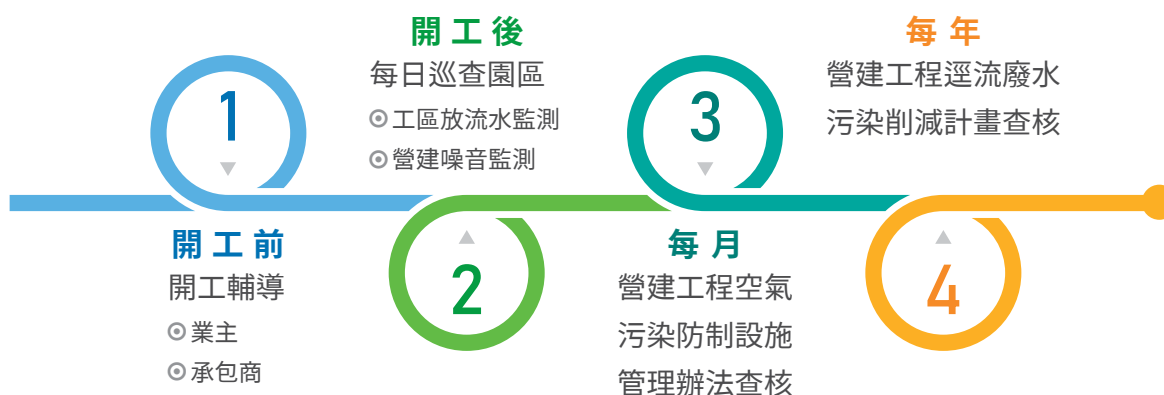 1
開工前
開工輔導
◎業主
◎承包商
開工後
每日巡查園區
◎工區放流水監測
◎營建噪音監測
2
3
每月
營建工程空氣
污染防制設施
管理辦法查核
每年
營建工程逕流廢水
污染削減計畫查核
4